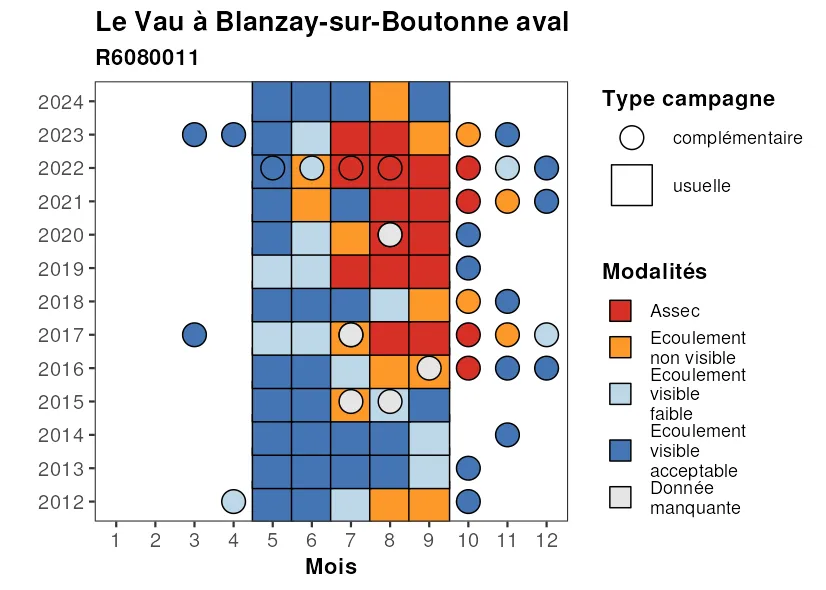 Le Vau à Blanzay-sur-Boutonne aval
R6080011
2024
2023
2022
2021
2020
2019
2018
2017
2016
2015
2014
2013
2012
1 2 3 4 5 6 7 8 9 10 11 12
Mois
Type campagne
complémentaire
usuelle
Modalités
Assec
Ecoulement
non visible
Ecoulement
visible
faible
Ecoulement
visible
acceptable
Donnée
manquante